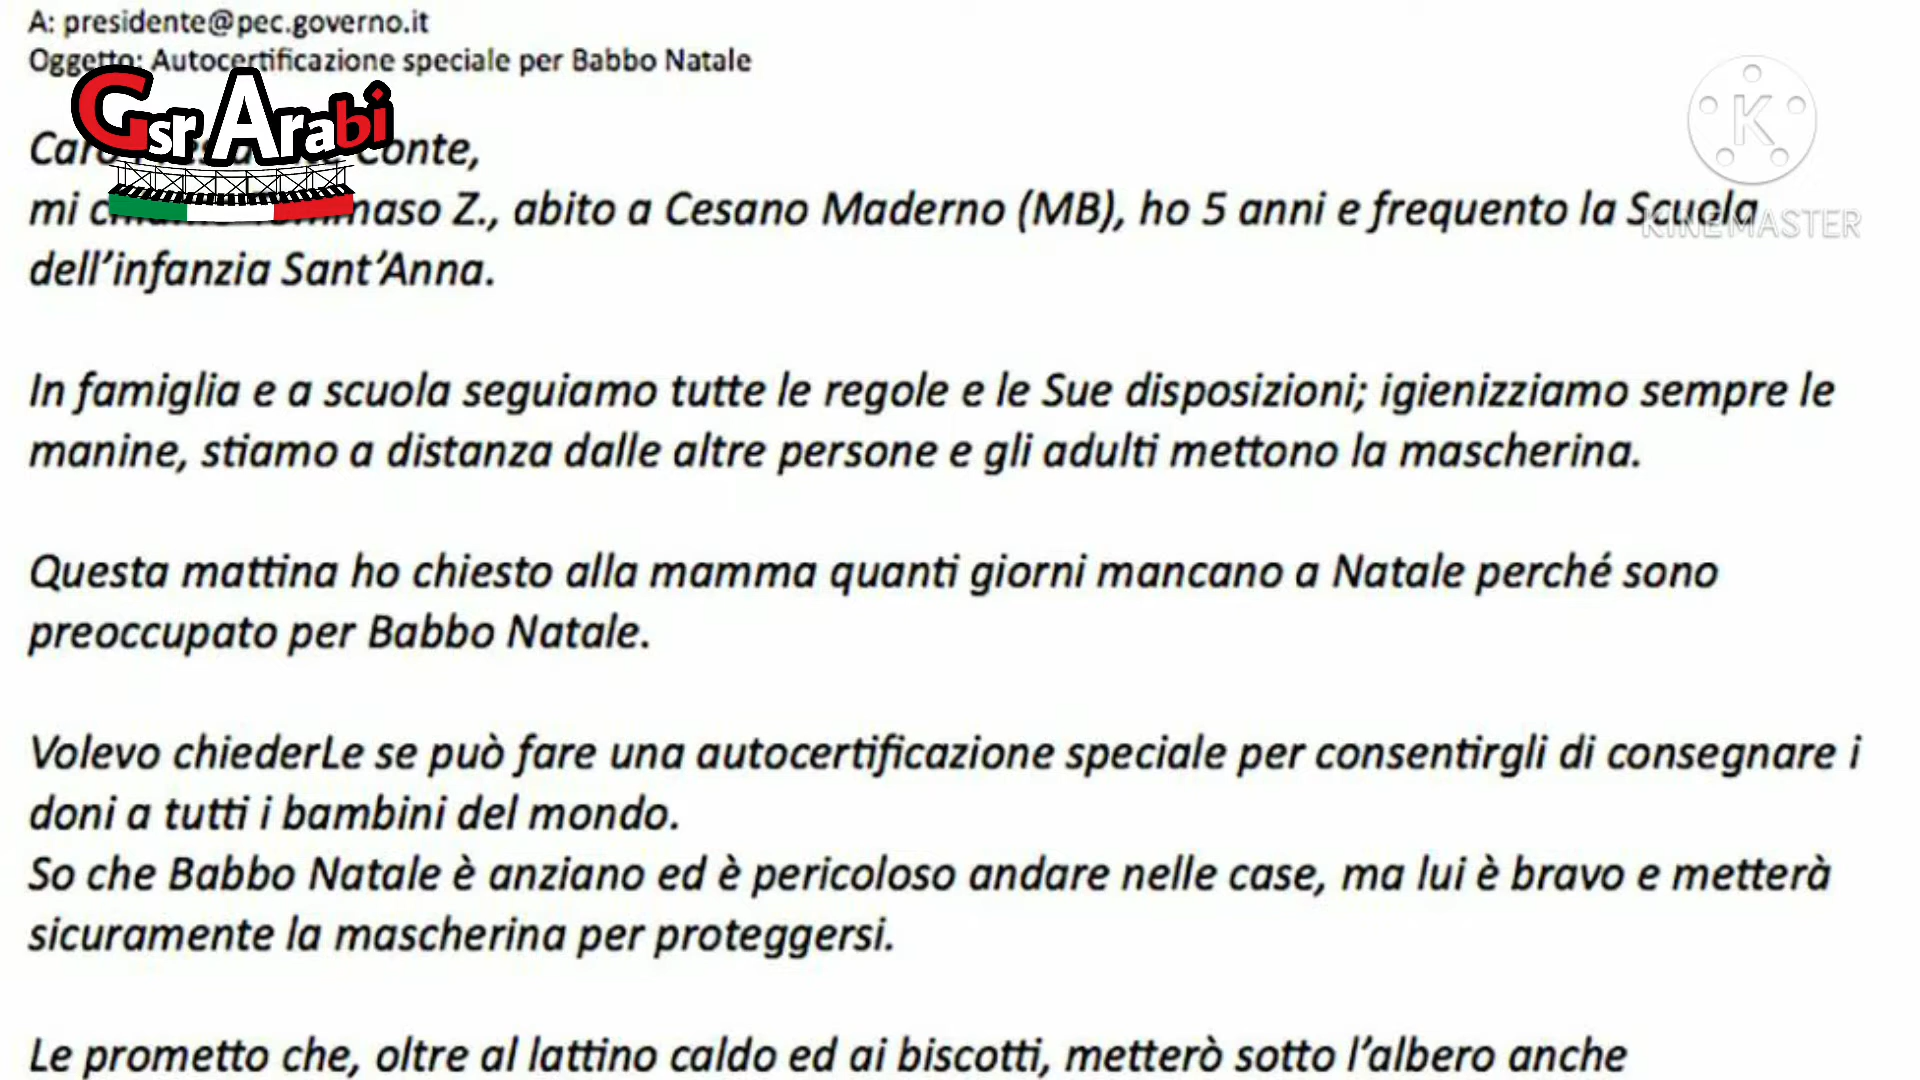 A: presidente@pec.governo.it
Oggetto: Autocertificazione speciale per Babbo Natale
Gsr Arabi
Caro Conte,
K
mi Z., abito a Cesano Maderno (MB), ho 5 anni e frequento la Scuola
KINEMASTER
dell’infanzia Sant’Anna.
In famiglia e a scuola seguiamo tutte le regole e le Sue disposizioni; igienizziamo sempre le
manine, stiamo a distanza dalle altre persone e gli adulti mettono la mascherina.
Questa mattina ho chiesto alla mamma quanti giorni mancano a Natale perché sono
preoccupato per Babbo Natale.
Volevo chiederLe se può fare una autocertificazione speciale per consentirgli di consegnare i
doni a tutti i bambini del mondo.
So che Babbo Natale è anziano ed è pericoloso andare nelle case, ma lui è bravo e metterà
sicuramente la mascherina per proteggersi.
Le prometto che, oltre al lattino caldo ed ai biscotti, metterò sotto l’albero anche